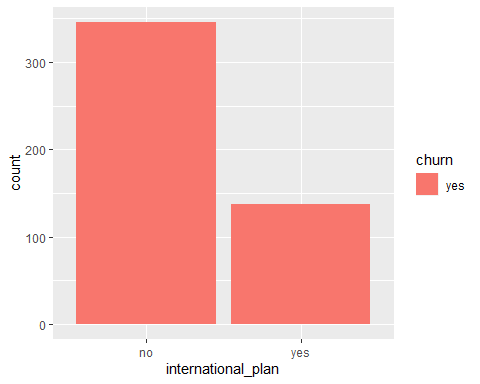 300
200
100
0
count
no yes
international_plan
churn
yes